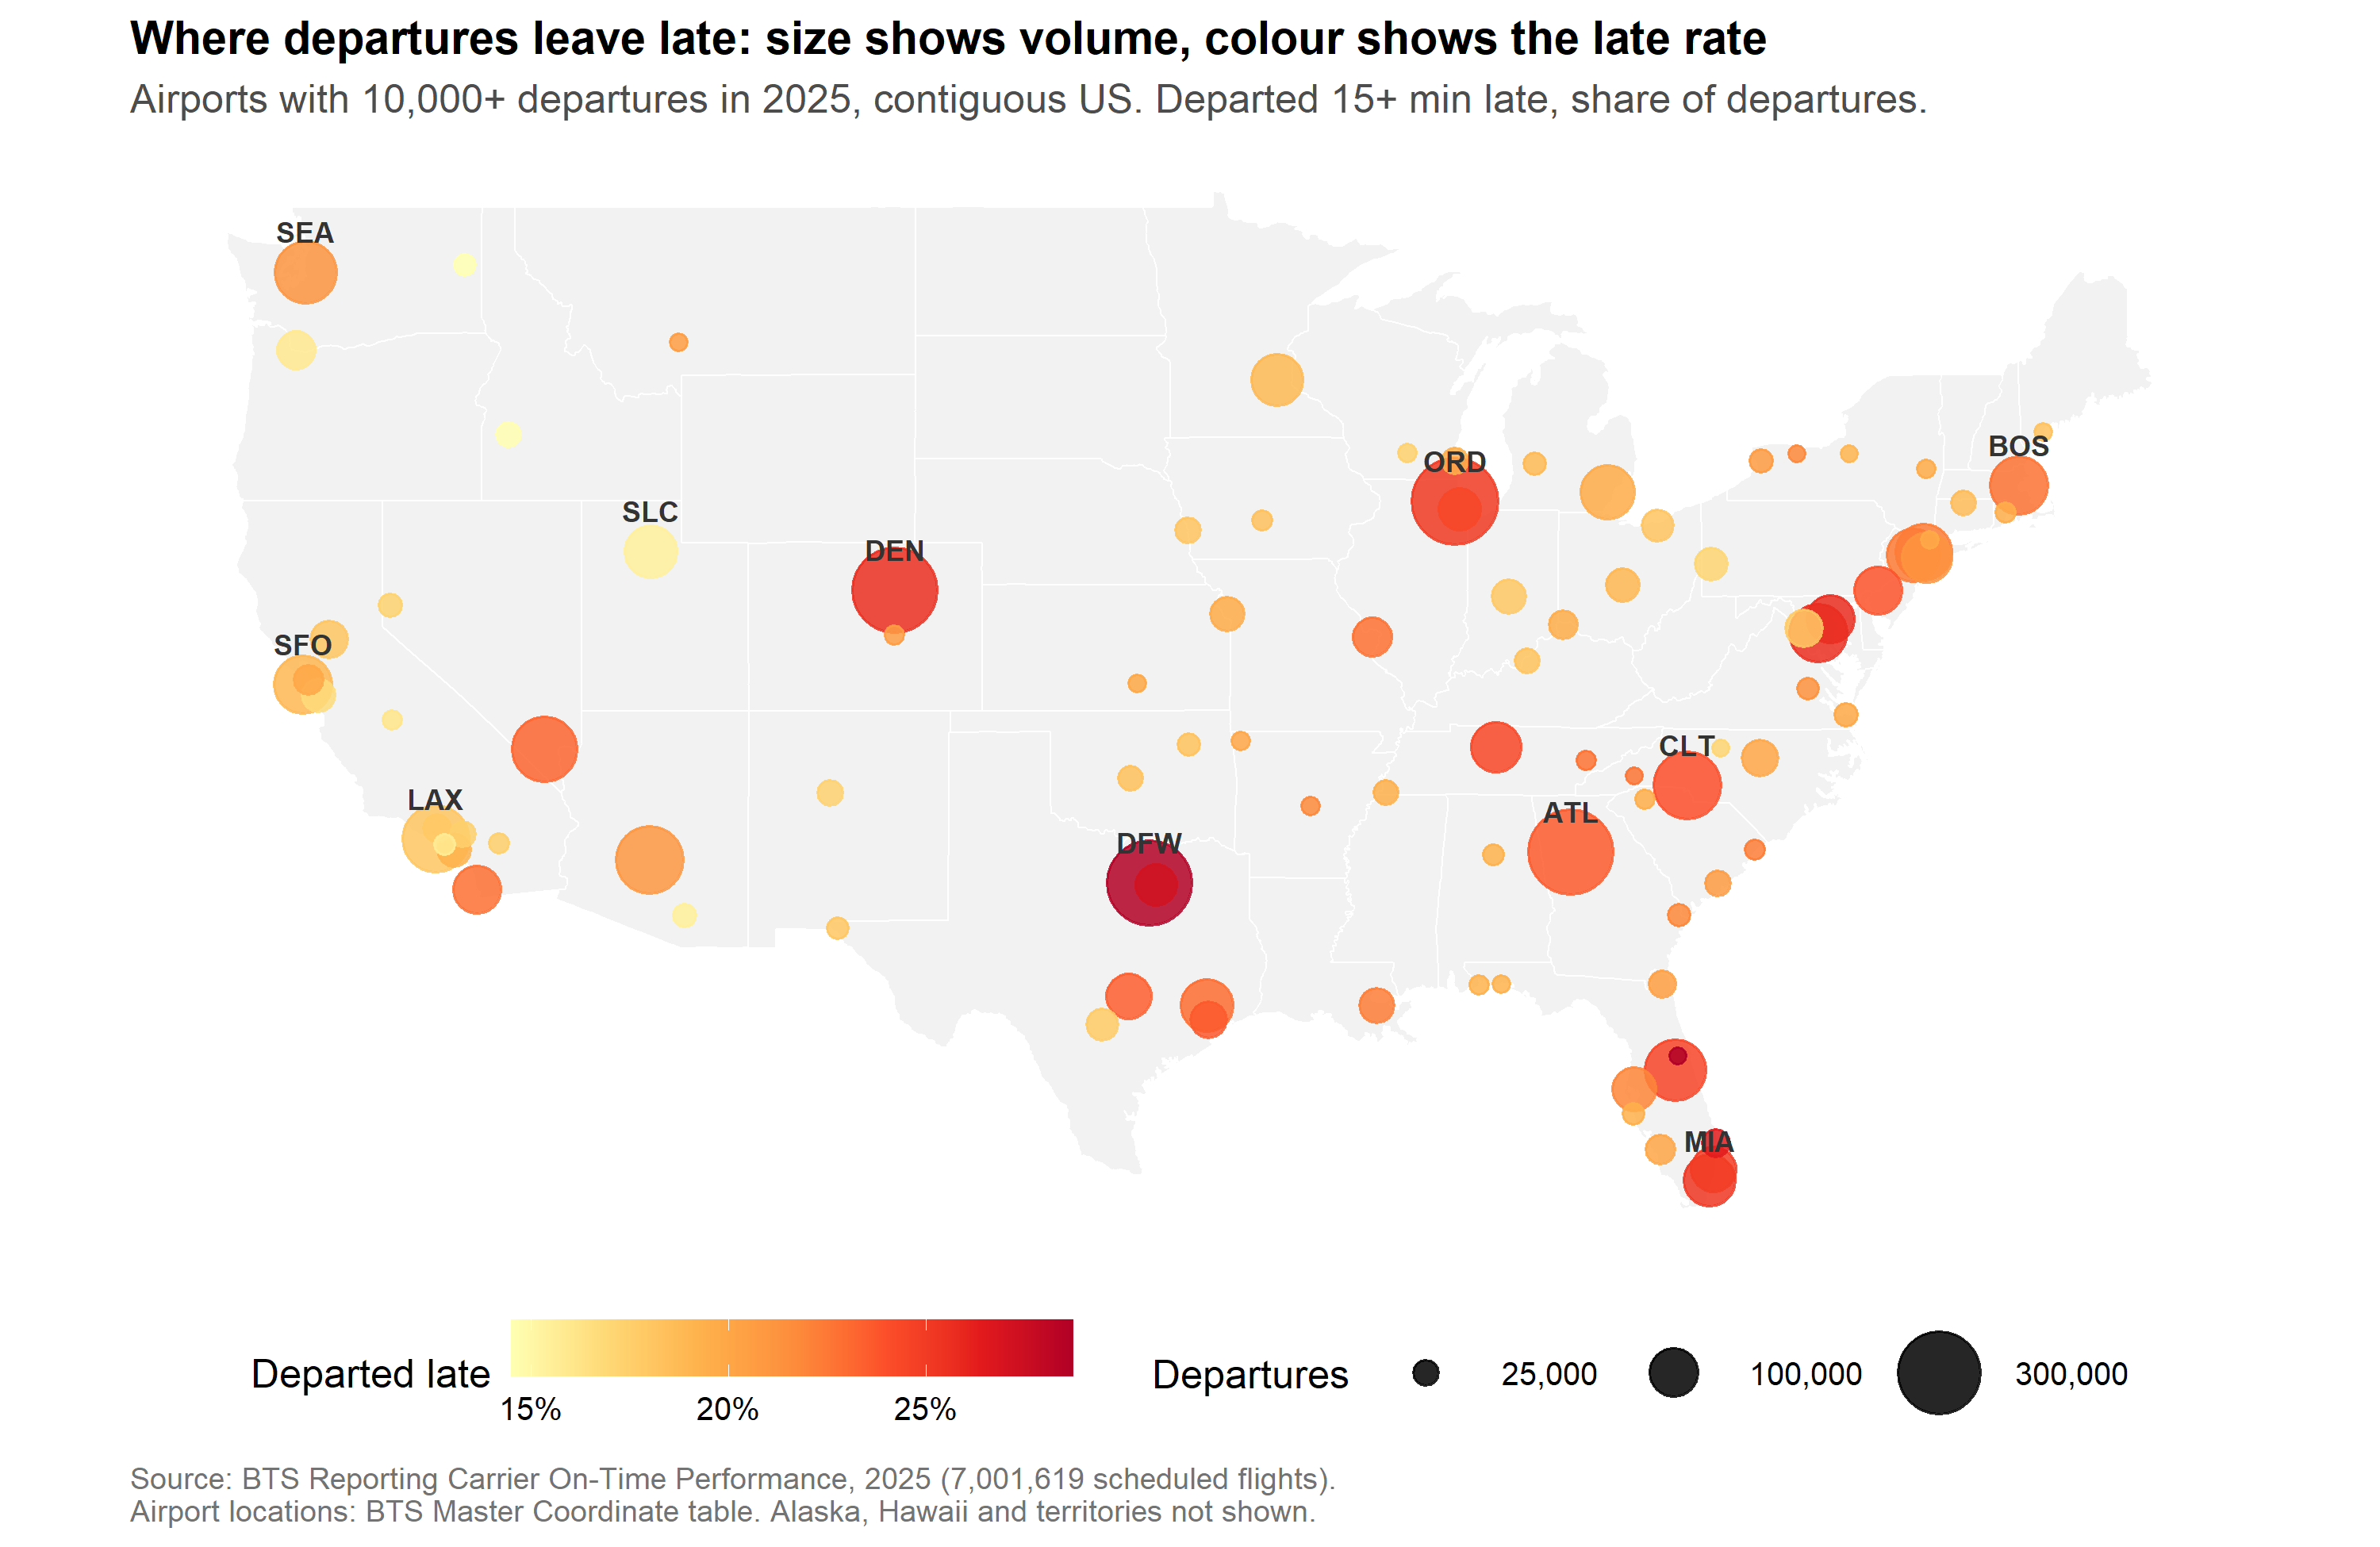 Where departures leave late: size shows volume, colour shows the late rate
Airports with 10,000+ departures in 2025, contiguous US. Departed 15+ min late, share of departures.
SEA
BOS
ORD
SLC
DEN
SFO
CLT
LAX
ATL
DFW
MIA
Departed late
15%
20%
25%
Departures
25,000
100,000
300,000
Source: BTS Reporting Carrier On-Time Performance, 2025 (7,001,619 scheduled flights).
Airport locations: BTS Master Coordinate table. Alaska, Hawaii and territories not shown.